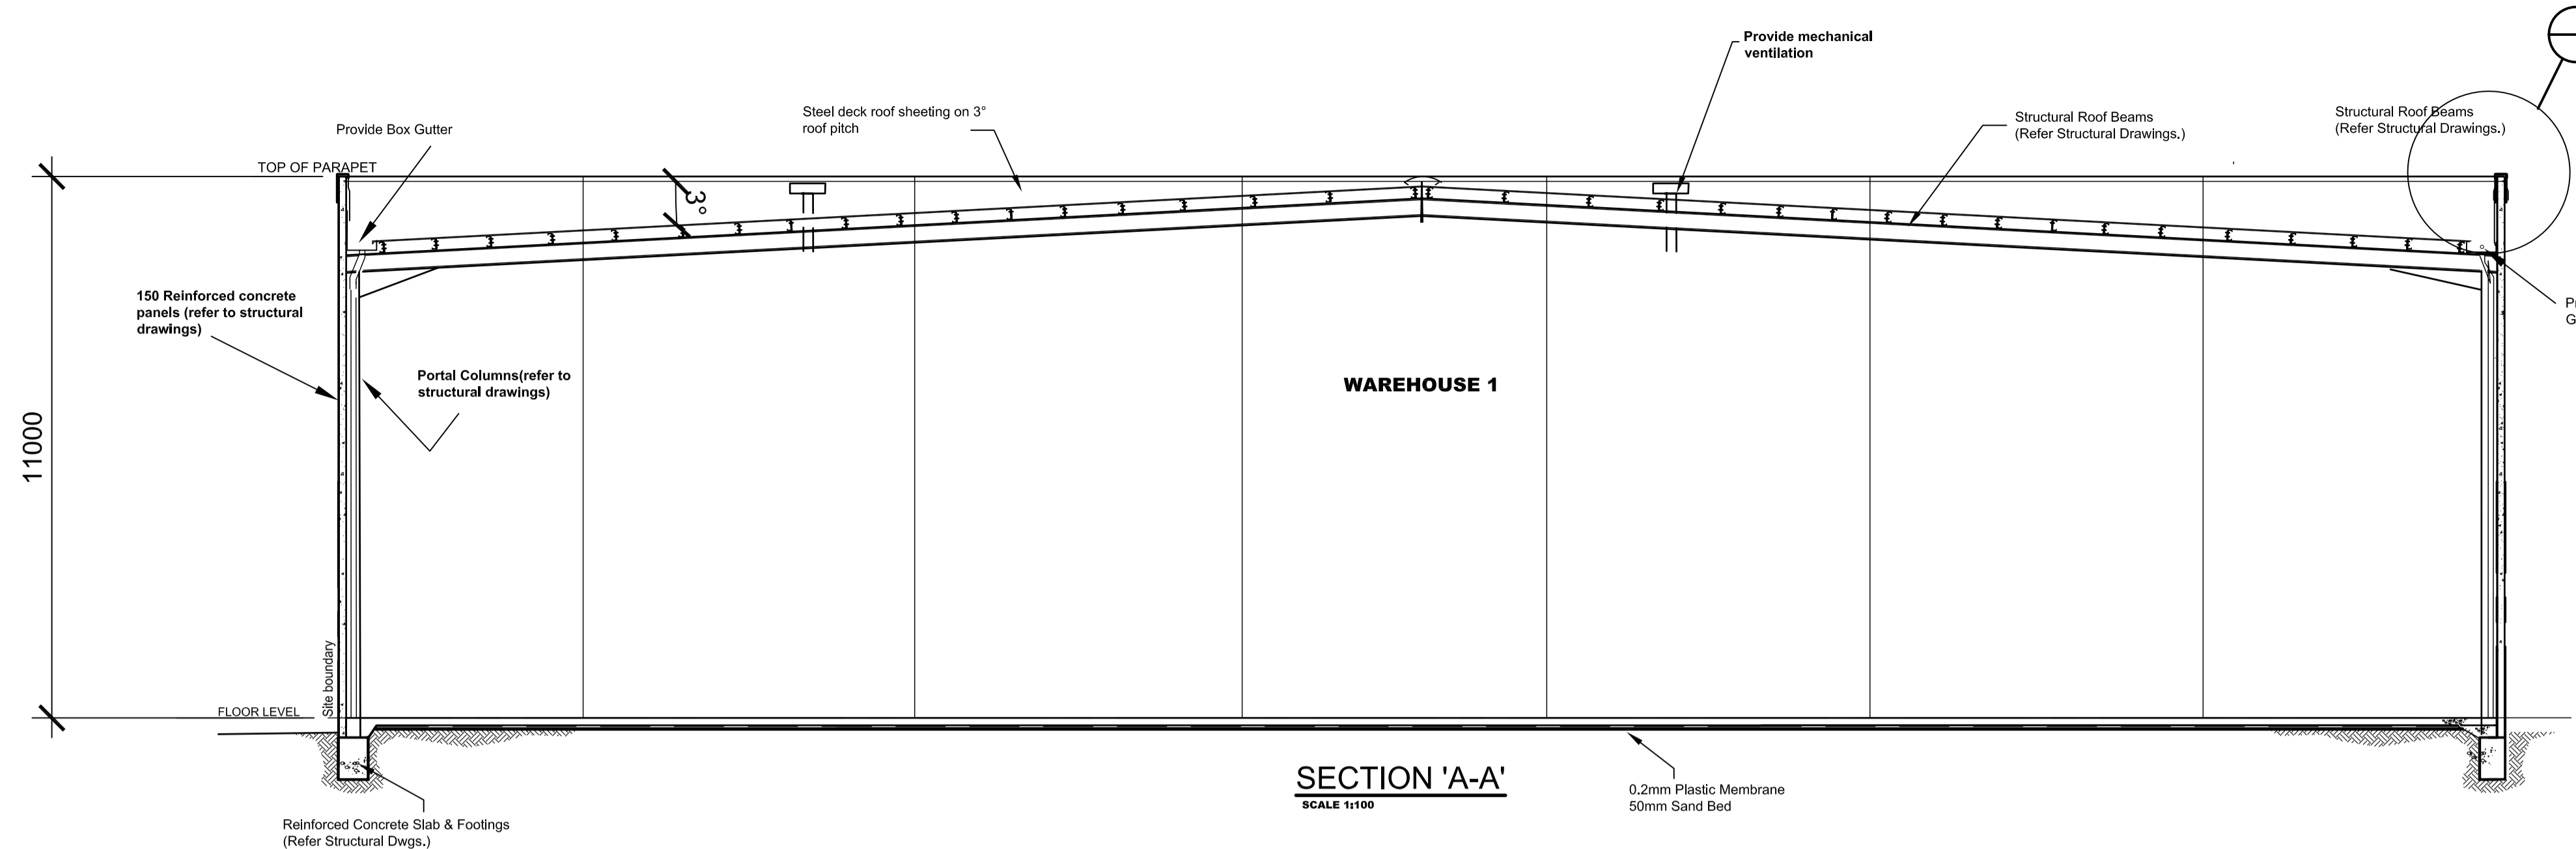 Provide mechanical
ventilation
Steel deck roof sheeting on 3°
roof pitch
Structural Roof Beams
(Refer Structural Drawings.)
Structural Roof Beams
(Refer Structural Drawings.)
Provide Box Gutter
TOP OF PARAPET
3°
150 Reinforced concrete
panels (refer to structural
drawings)
Portal Columns(refer to
structural drawings)
WAREHOUSE 1
11000
Site boundary
FLOOR LEVEL
SECTION 'A-A'
SCALE 1:100
0.2mm Plastic Membrane
50mm Sand Bed
Reinforced Concrete Slab & Footings
(Refer Structural Dwgs.)